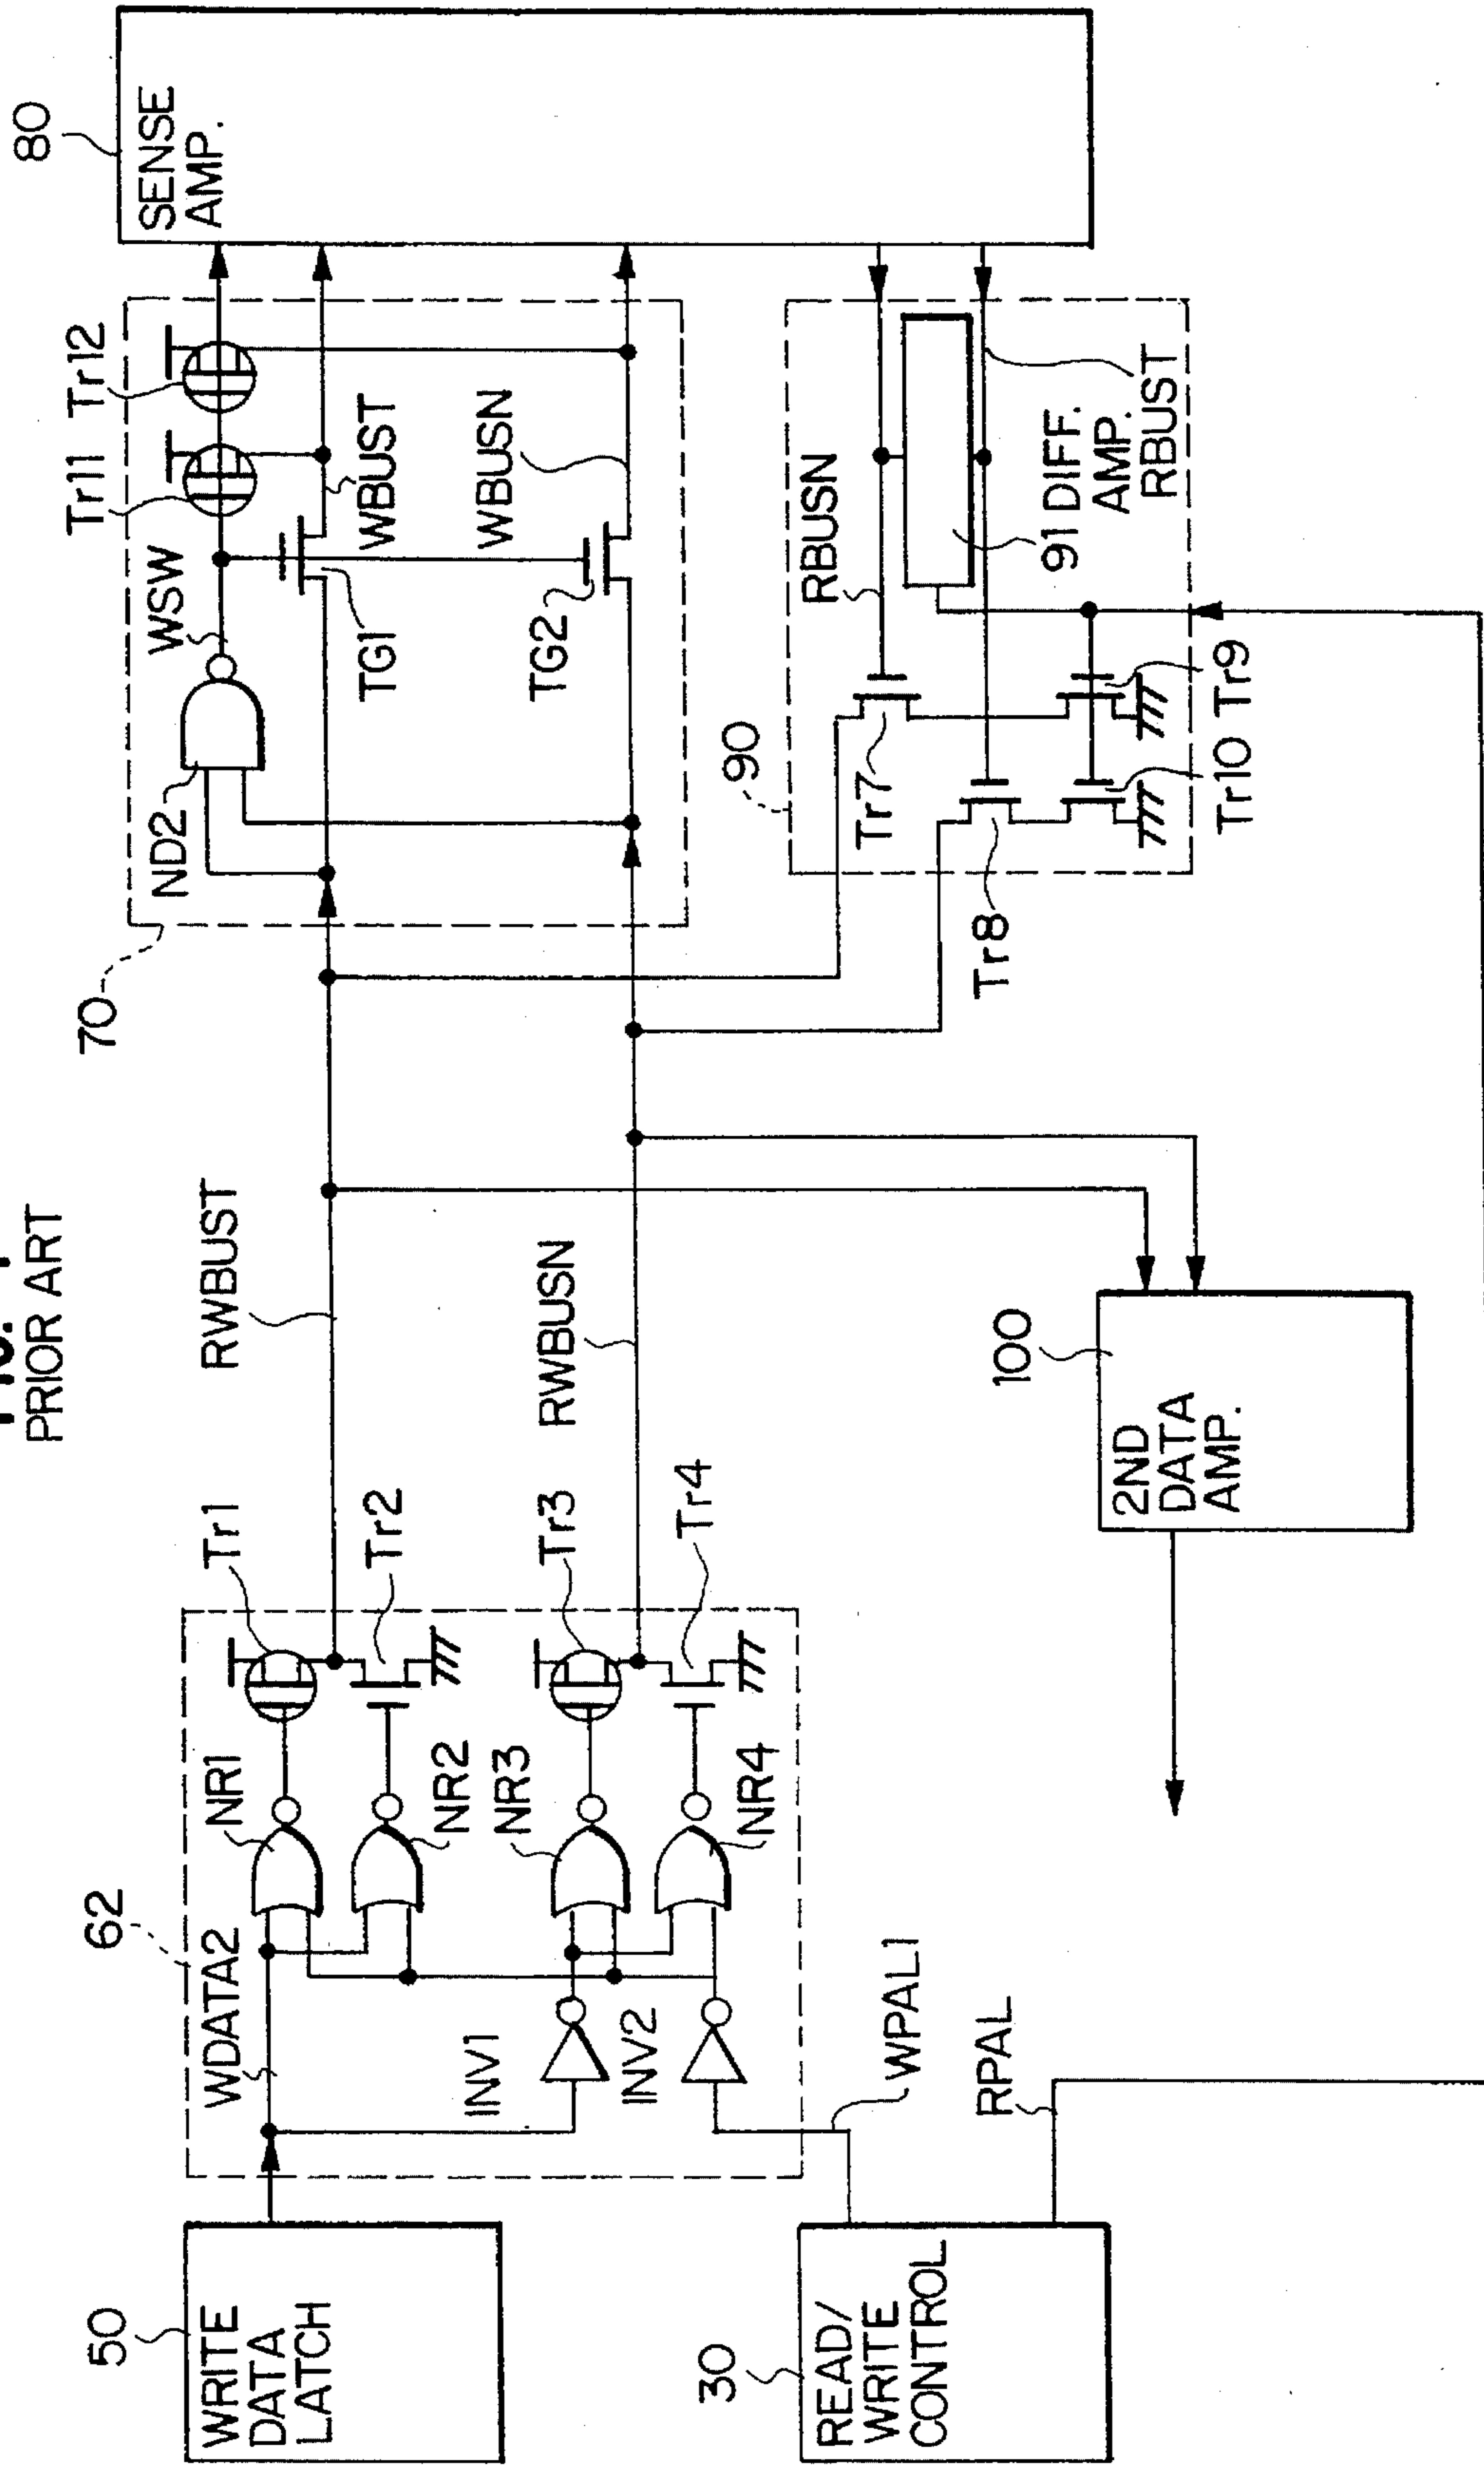 PRIOR ART
50
WRITE
DATA
LATCH
30
READ/
WRITE
CONTROL
62
WDATA2
INV1
INV2
WPAL1
RPAL
NR1
NR2
NR3
NR4
Tr1
Tr2
Tr3
Tr4
RWBUST
RWBUSN
100
2ND
DATA
AMP.
70
ND2
WSW
Tr11
Tr12
TG1
WBUST
TG2
WBUSN
80
SENSE
AMP.
90
RBUSN
Tr7
Tr8
91
DIFF.
AMP.
RBUST
Tr10
Tr9